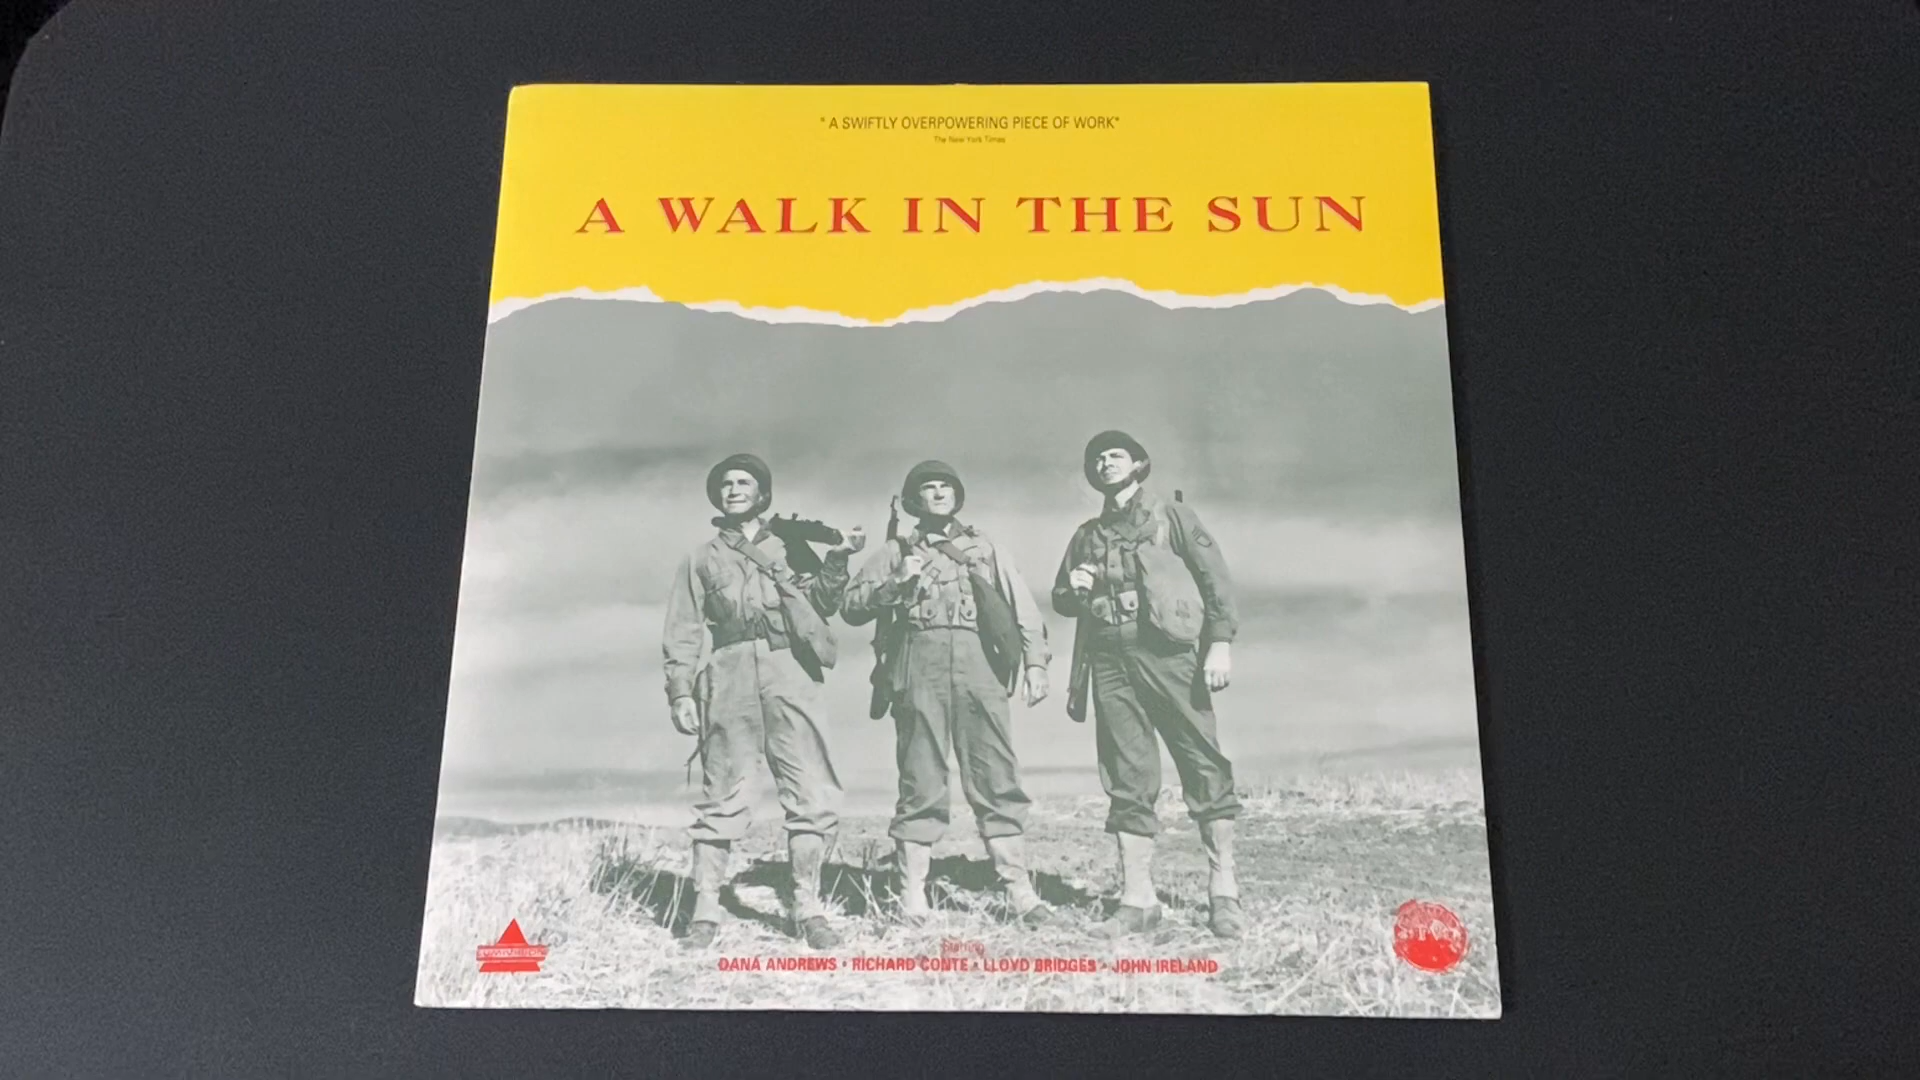 "A SWIFTLY OVERPOWERING PIECE OF WORK"
The New York Times
A WALK IN THE SUN
Starring
DANA ANDREWS • RICHARD CONTE • LLOYD BRIDGES • JOHN IRELAND